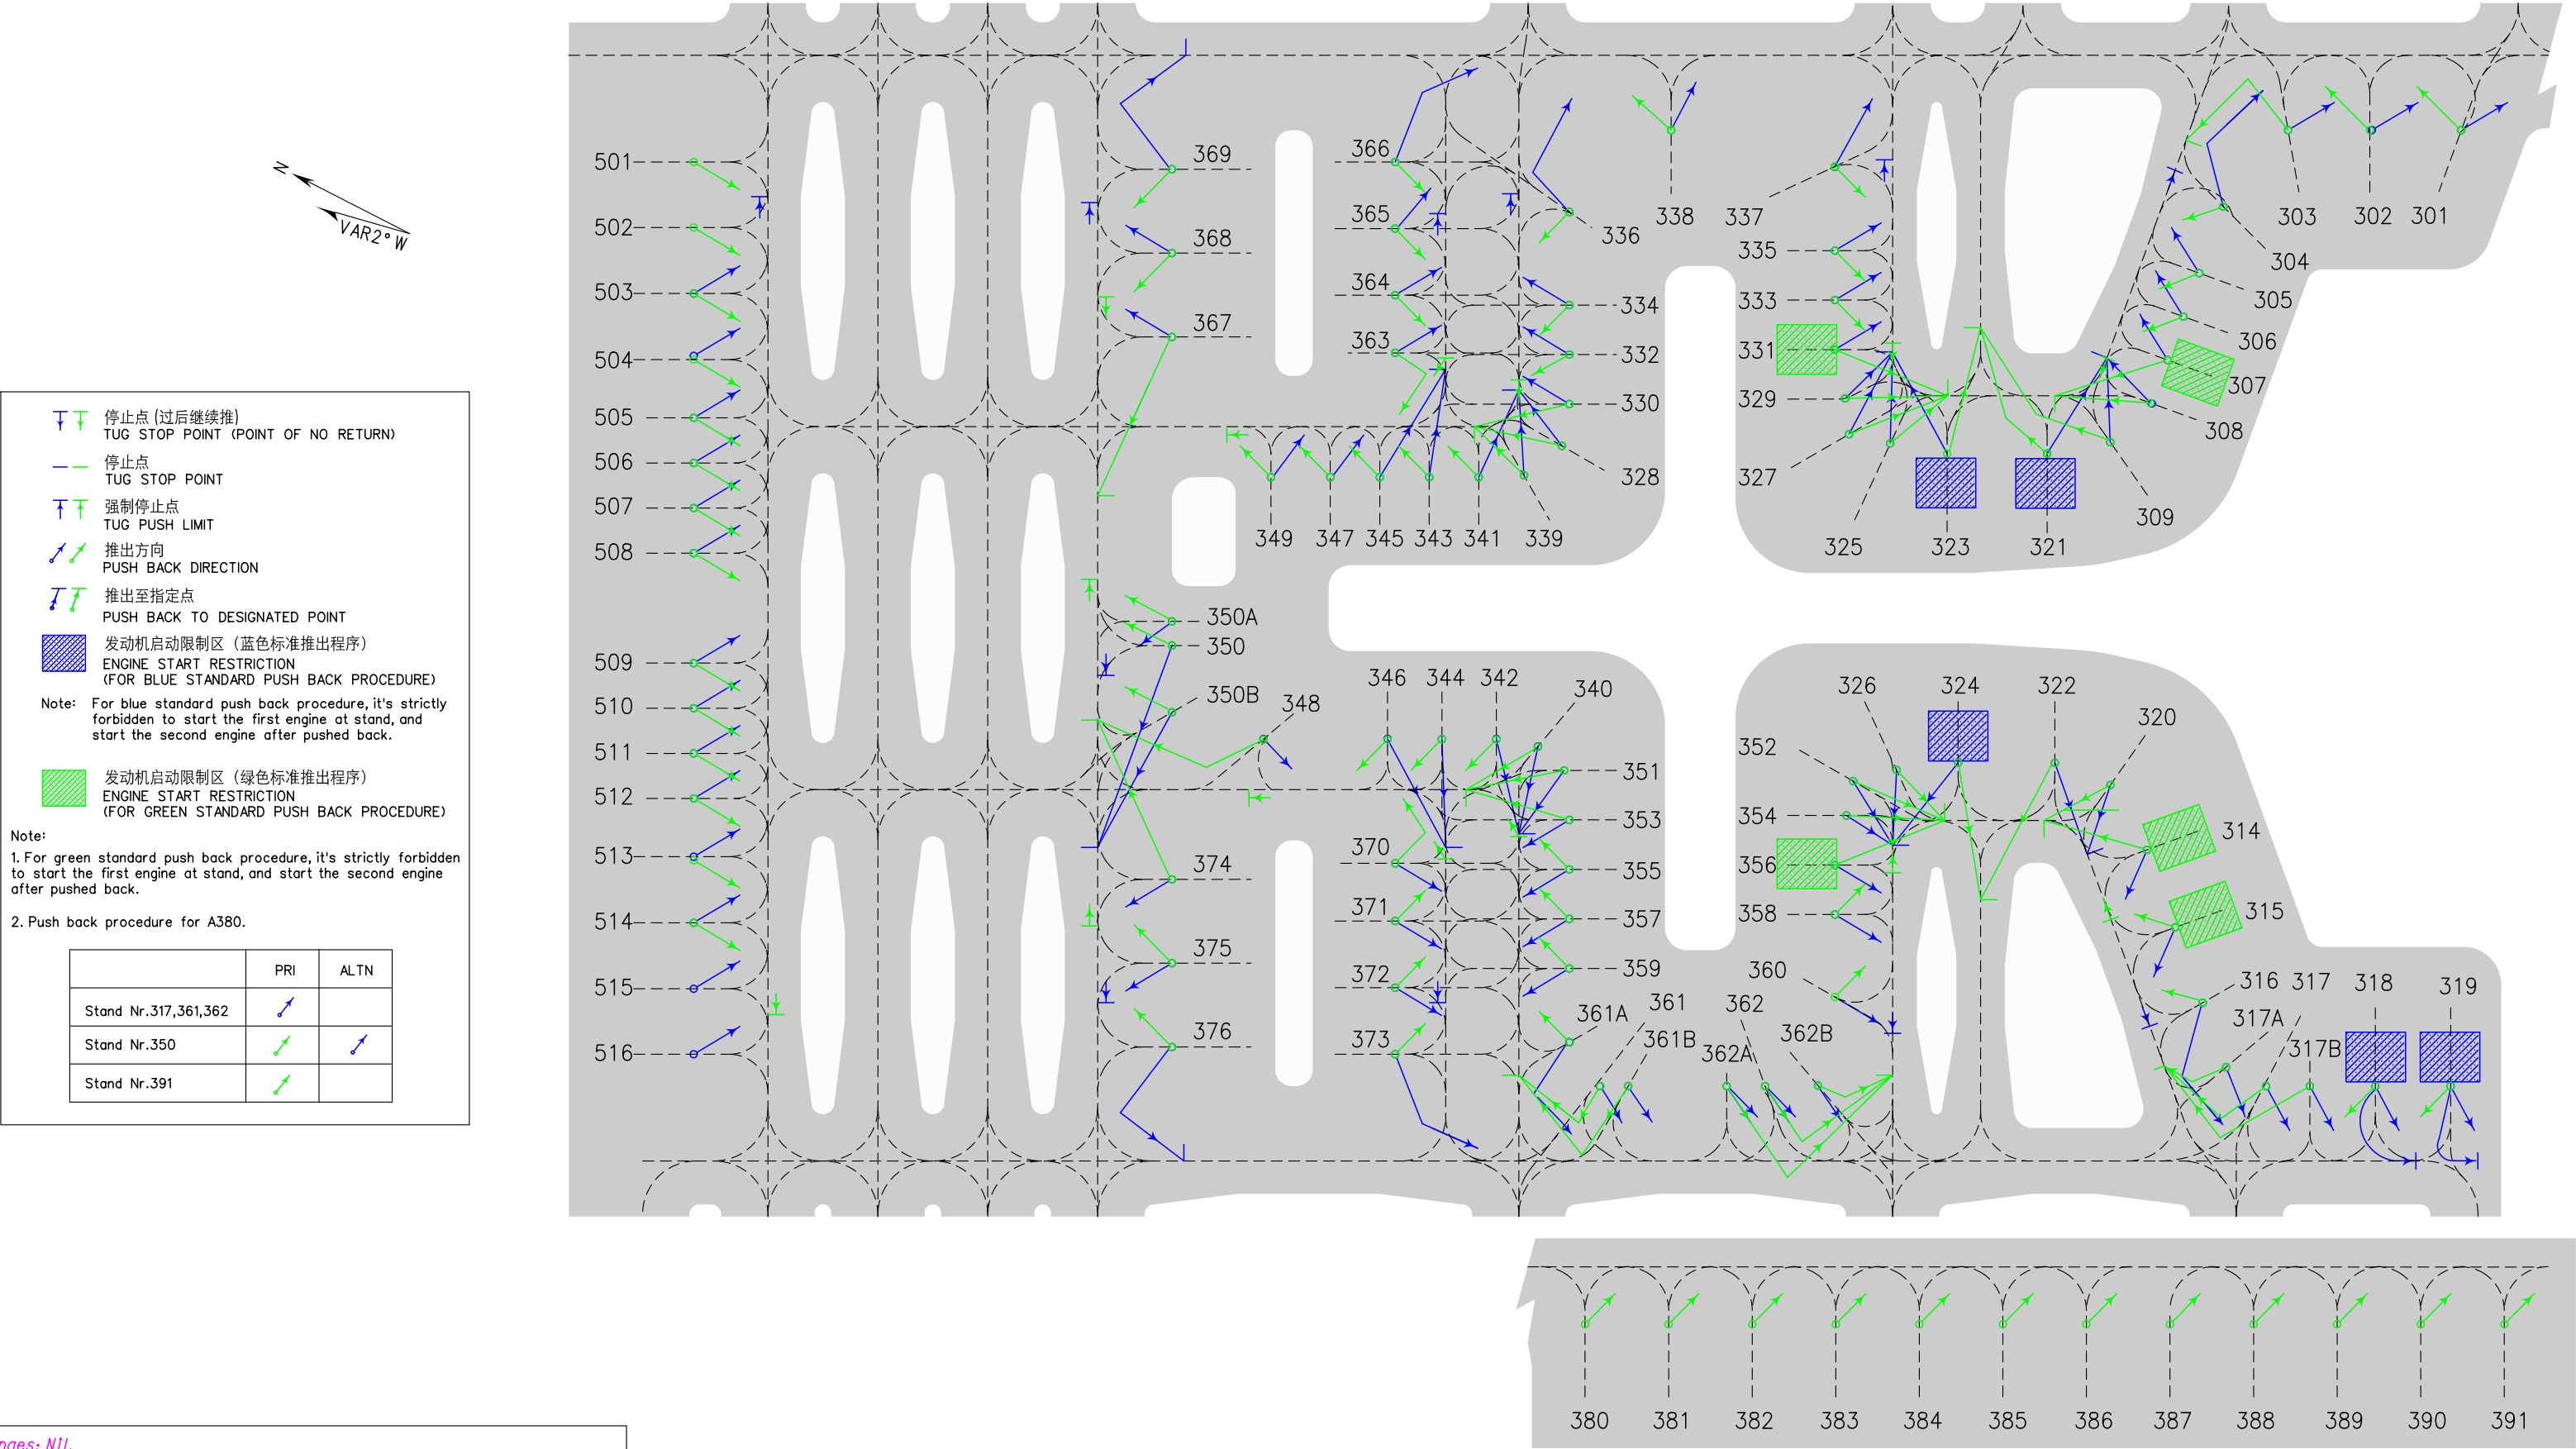 N
VAR2° W
停止点 (过后继续推)
TUG STOP POINT (POINT OF NO RETURN)
停止点
TUG STOP POINT
强制停止点
TUG PUSH LIMIT
推出方向
PUSH BACK DIRECTION
推出至指定点
PUSH BACK TO DESIGNATED POINT
发动机启动限制区（蓝色标准推出程序）
ENGINE START RESTRICTION
(FOR BLUE STANDARD PUSH BACK PROCEDURE)
Note: For blue standard push back procedure, it's strictly
forbidden to start the first engine at stand, and
start the second engine after pushed back.
发动机启动限制区（绿色标准推出程序）
ENGINE START RESTRICTION
(FOR GREEN STANDARD PUSH BACK PROCEDURE)
Note:
1. For green standard push back procedure, it's strictly forbidden
to start the first engine at stand, and start the second engine
after pushed back.
2. Push back procedure for A380.
PRI ALTN
Stand Nr.317,361,362
Stand Nr.350
Stand Nr.391
nges: Nil.
501
502
503
504
505
506
507
508
509
510
511
512
513
514
515
516
369
368
367
350A
350
350B
348
374
375
376
366
365
364
363
336
334
332
330
328
349 347 345 343 341 339
338 337
335
333
331
329
327
325 323 321 309
303 302 301
304
305
306
307
308
346 344 342 340
351
353
355
357
359
370
371
372
373
361A
361
361B
362
362A
362B
326 324 322 320
352
354
356
358
360
314
315
316 317 318 319
317A
317B
380 381 382 383 384 385 386 387 388 389 390 391